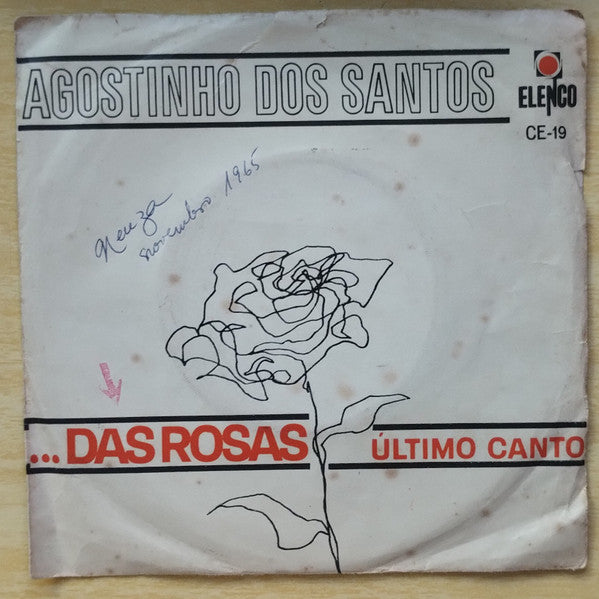 AGOSTINHO DOS SANTOS
ELENCO
CE-19
Neuza
novembro 1965
... DAS ROSAS
ÚLTIMO CANTO